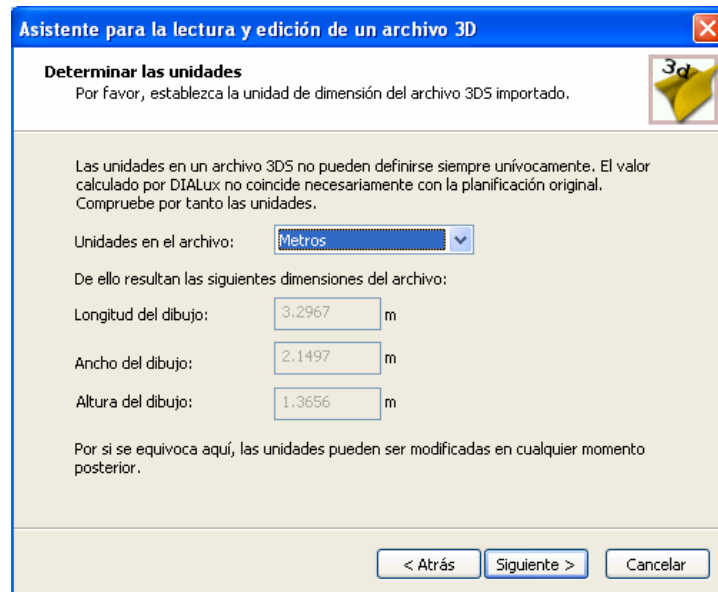 Asistente para la lectura y edición de un archivo 3D
Determinar las unidades
Por favor, establezca la unidad de dimensión del archivo 3DS importado.
3d
Las unidades en un archivo 3DS no pueden definirse siempre unívocamente. El valor
calculado por DIALux no coincide necesariamente con la planificación original.
Compruebe por tanto las unidades.
Unidades en el archivo: Metros
De ello resultan las siguientes dimensiones del archivo:
Longitud del dibujo: 3.2967 m
Ancho del dibujo: 2.1497 m
Altura del dibujo: 1.3656 m
Por si se equivoca aquí, las unidades pueden ser modificadas en cualquier momento
posterior.
< Atrás Siguiente > Cancelar